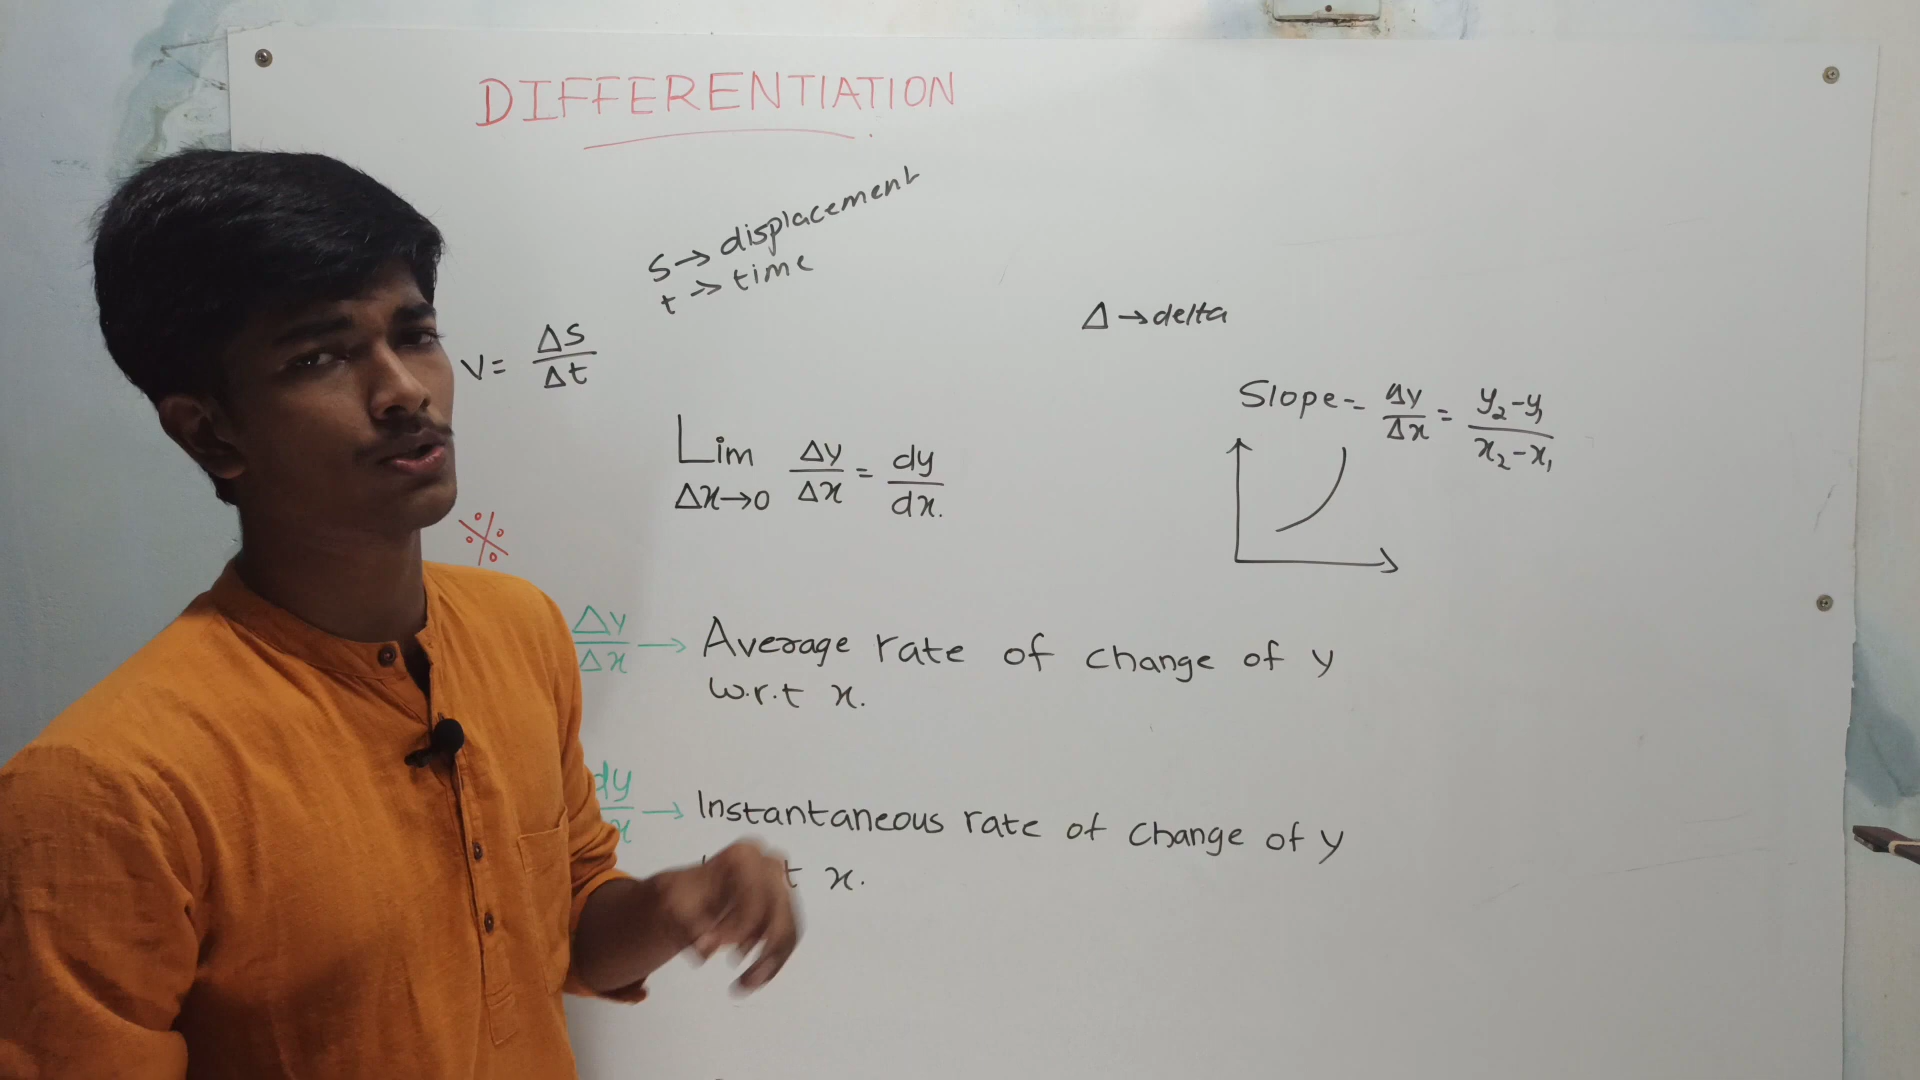 DIFFERENTIATION
S → displacement
t → time
Δ → delta
V = ΔS/Δt
Slope = Δy/Δx = y₂-y₁/x₂-x₁
Lim Δx→0 Δy/Δx = dy/dx.
Δy/Δx → Average rate of change of y
w.r.t x.
dy → Instantaneous rate of change of y
t x.